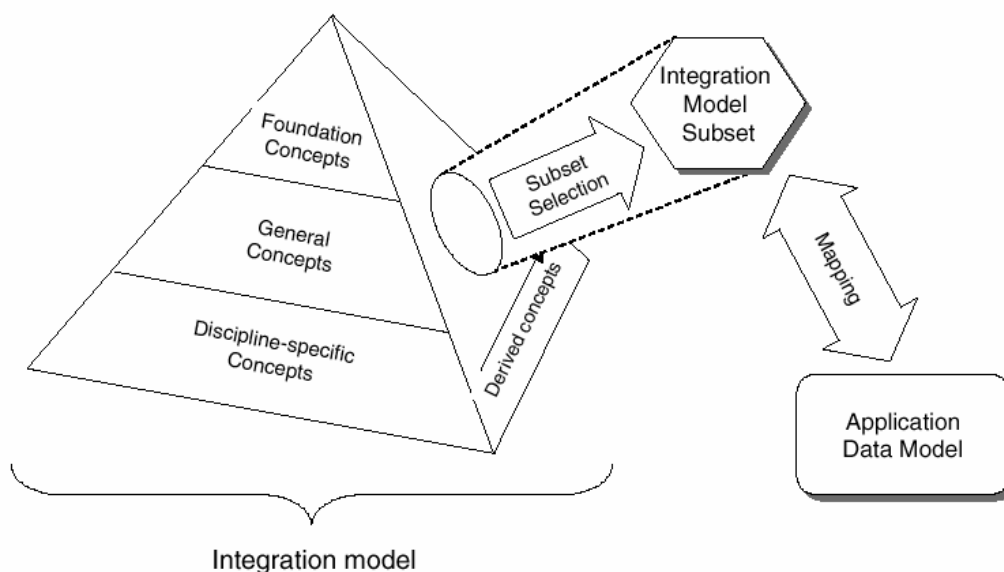 Foundation
Concepts
General
Concepts
Discipline-specific
Concepts
Derived concepts
Subset
Selection
Integration
Model
Subset
Mapping
Application
Data Model
Integration model